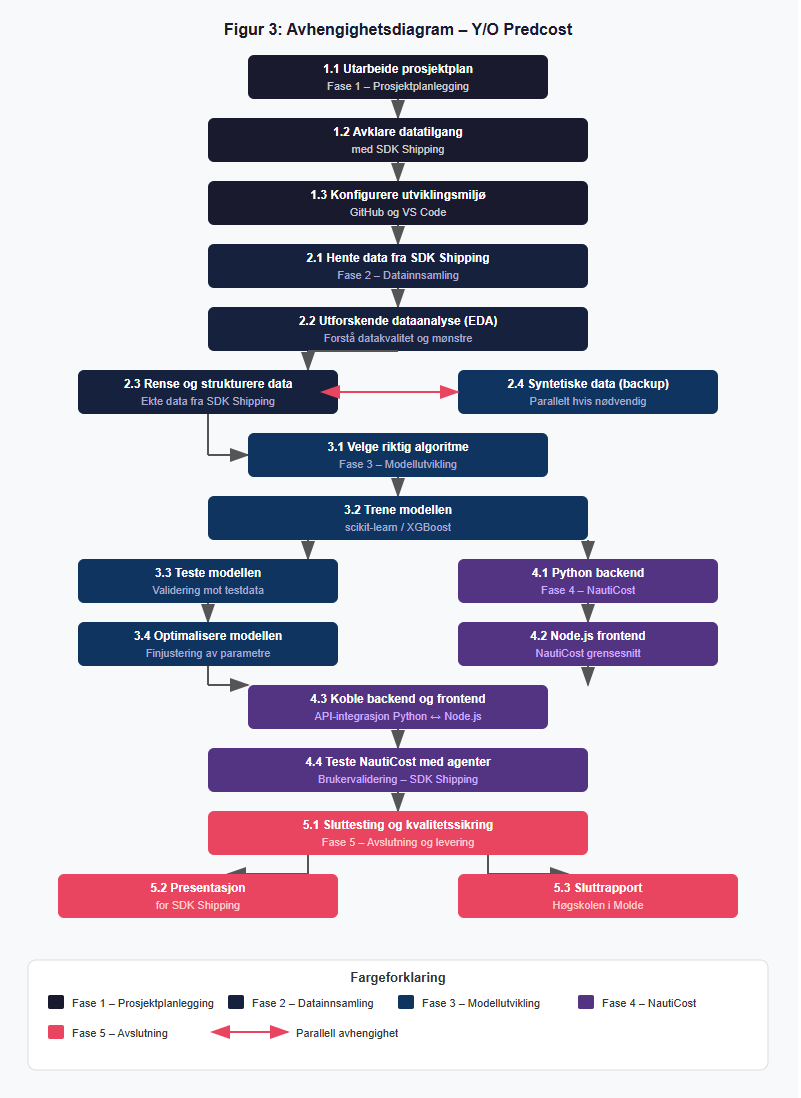 Figur 3: Avhengighetsdiagram – Y/O Predcost
1.1 Utarbeide prosjektplan
Fase 1 – Prosjektplanlegging
1.2 Avklare datatilgang
med SDK Shipping
1.3 Konfigurere utviklingsmiljø
GitHub og VS Code
2.1 Hente data fra SDK Shipping
Fase 2 – Datainnsamling
2.2 Utforskende dataanalyse (EDA)
Forstå datakvalitet og mønstre
2.3 Rense og strukturere data
Ekte data fra SDK Shipping
2.4 Syntetiske data (backup)
Parallelt hvis nødvendig
3.1 Velge riktig algoritme
Fase 3 – Modellutvikling
3.2 Trene modellen
scikit-learn / XGBoost
3.3 Teste modellen
Validering mot testdata
4.1 Python backend
Fase 4 – NautiCost
3.4 Optimalisere modellen
Finjustering av parametre
4.2 Node.js frontend
NautiCost grensesnitt
4.3 Koble backend og frontend
API-integrasjon Python ↔ Node.js
4.4 Teste NautiCost med agenter
Brukervalidering – SDK Shipping
5.1 Sluttesting og kvalitetssikring
Fase 5 – Avslutning og levering
5.2 Presentasjon
for SDK Shipping
5.3 Sluttrapport
Høgskolen i Molde
Fargeforklaring
Fase 1 – Prosjektplanlegging
Fase 2 – Datainnsamling
Fase 3 – Modellutvikling
Fase 4 – NautiCost
Fase 5 – Avslutning
Parallell avhengighet